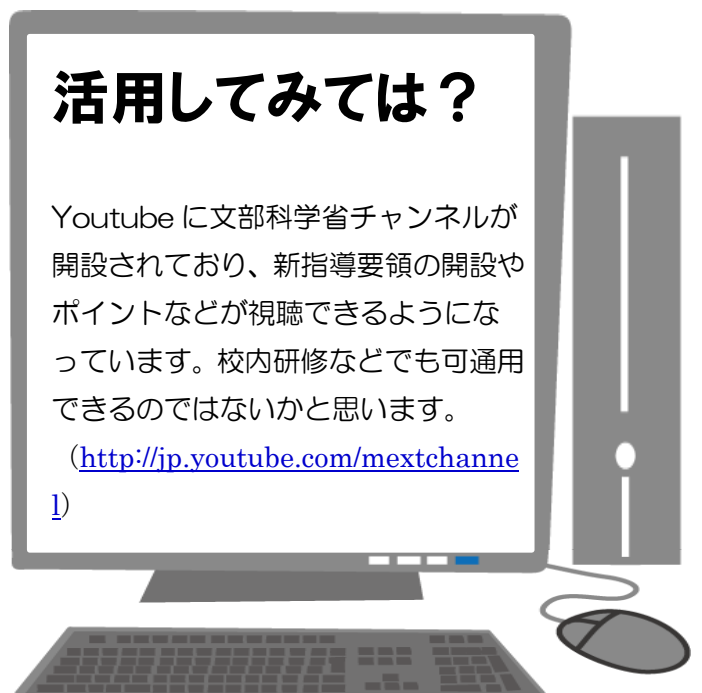 活用してみては？
Youtube に文部科学省チャンネルが
開設されており、新指導要領の開設や
ポイントなどが視聴できるようにな
っています。校内研修などでも可通用
できるのではないかと思います。
（http://jp.youtube.com/mextchanne
l）